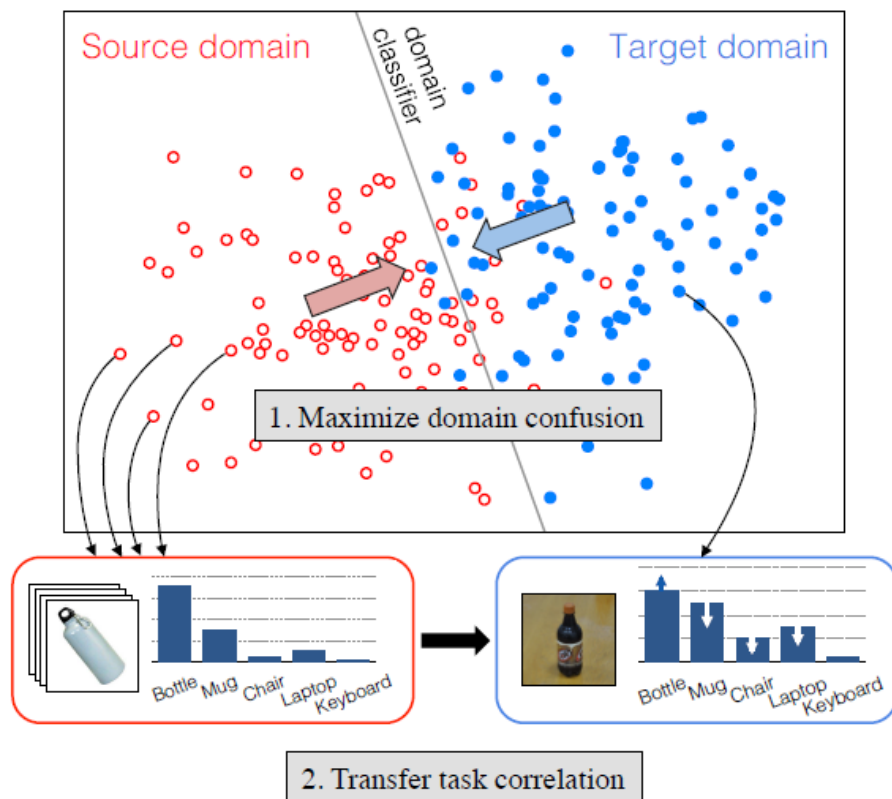 Source domain
domain
classifier
Target domain
1. Maximize domain confusion
Bottle
Mug
Chair
Laptop
Keyboard
Bottle
Mug
Chair
Laptop
Keyboard
2. Transfer task correlation